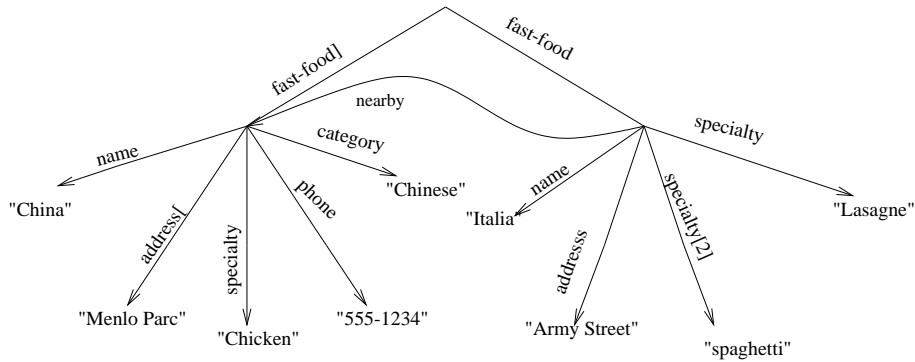 fast-food
fast-food]
nearby
specialty
category
name
"Chinese"
name
phone
"China"
address[
specialty[2]
"Italia"
"Lasagne"
specialty
addresss
"Menlo Parc"
"555-1234"
"Army Street"
"Chicken"
"spaghetti"